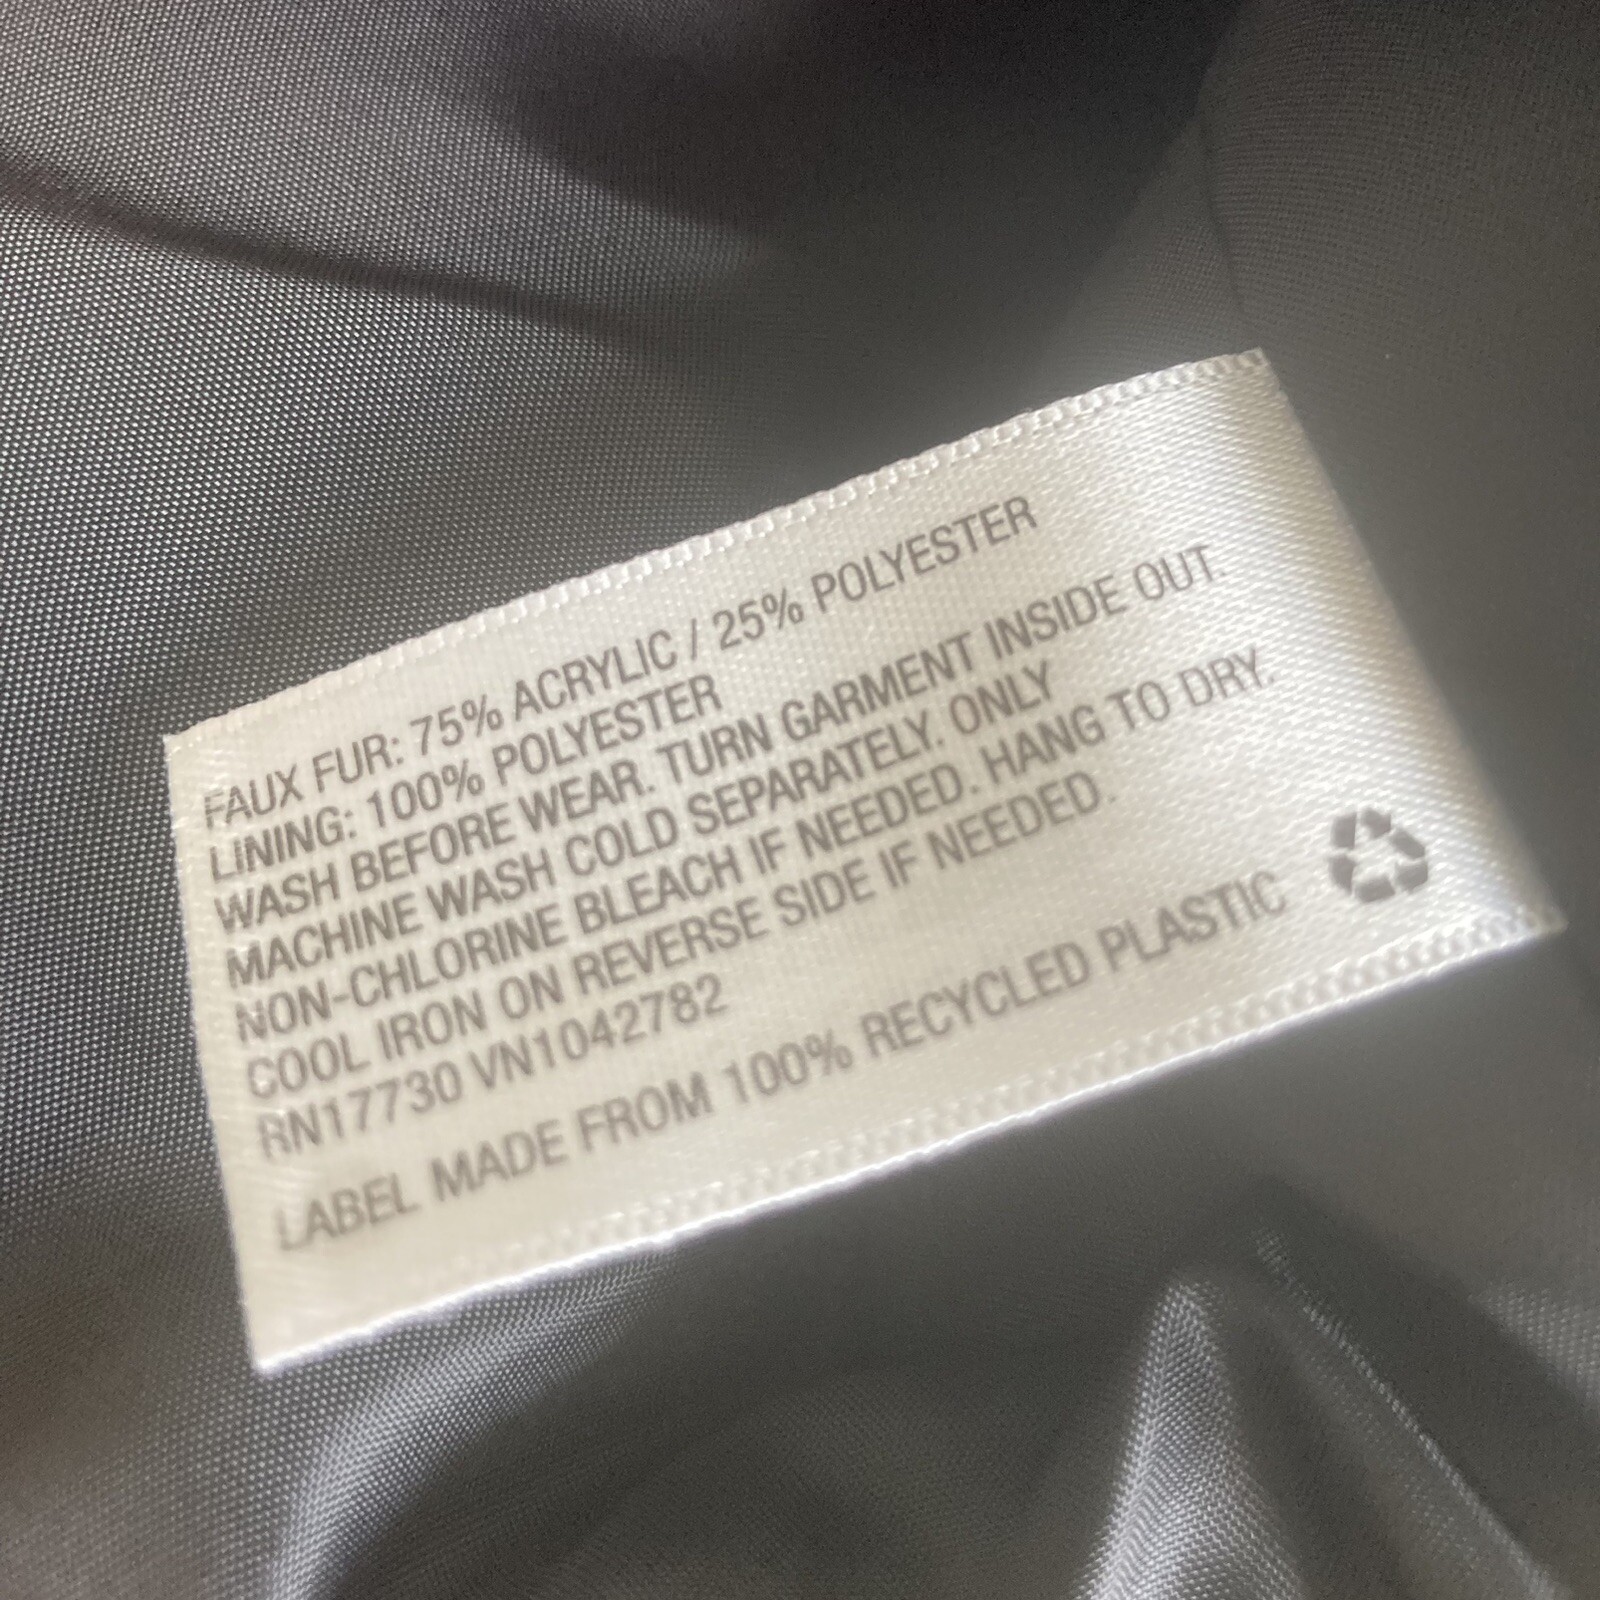 FAUX FUR: 75% ACRYLIC / 25% POLYESTER
LINING: 100% POLYESTER
WASH BEFORE WEAR. TURN GARMENT INSIDE OUT.
MACHINE WASH COLD SEPARATELY. ONLY
NON-CHLORINE BLEACH IF NEEDED. HANG TO DRY.
COOL IRON ON REVERSE SIDE IF NEEDED.
RN17730 VN1042782
LABEL MADE FROM 100% RECYCLED PLASTIC